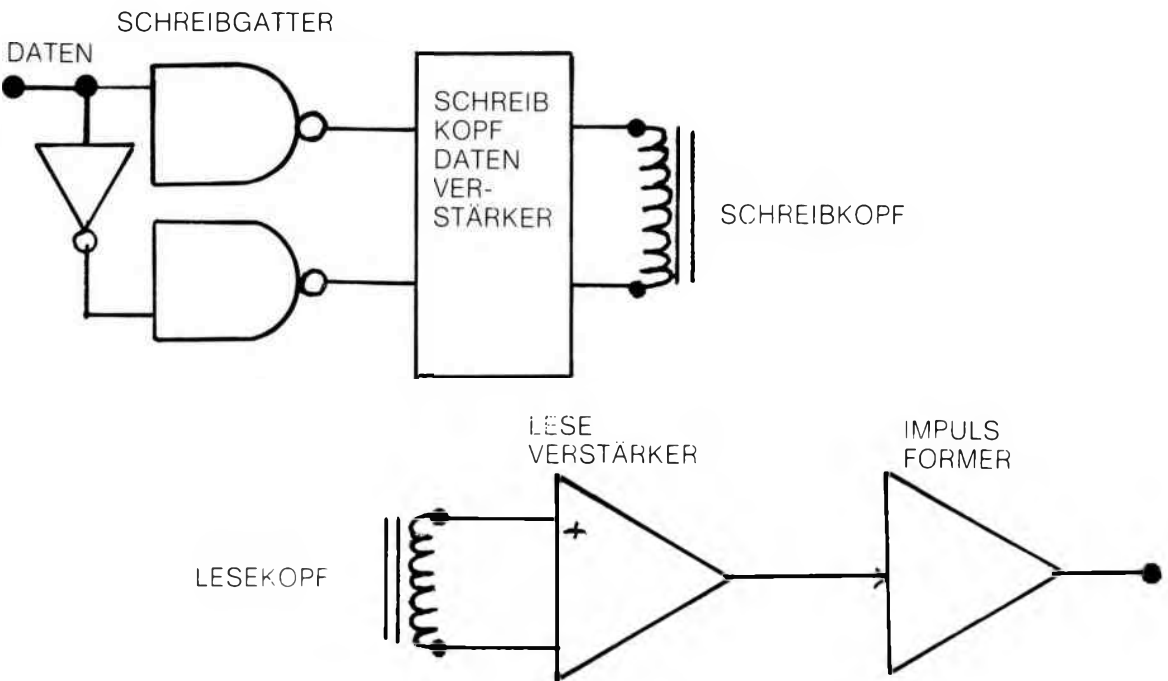 SCHREIBGATTER
DATEN
SCHREIB
KOPF
DATEN
VER-
STÄRKER
SCHREIBKOPF
LESE
VERSTÄRKER
IMPULS
FORMER
+
LESEKOPF